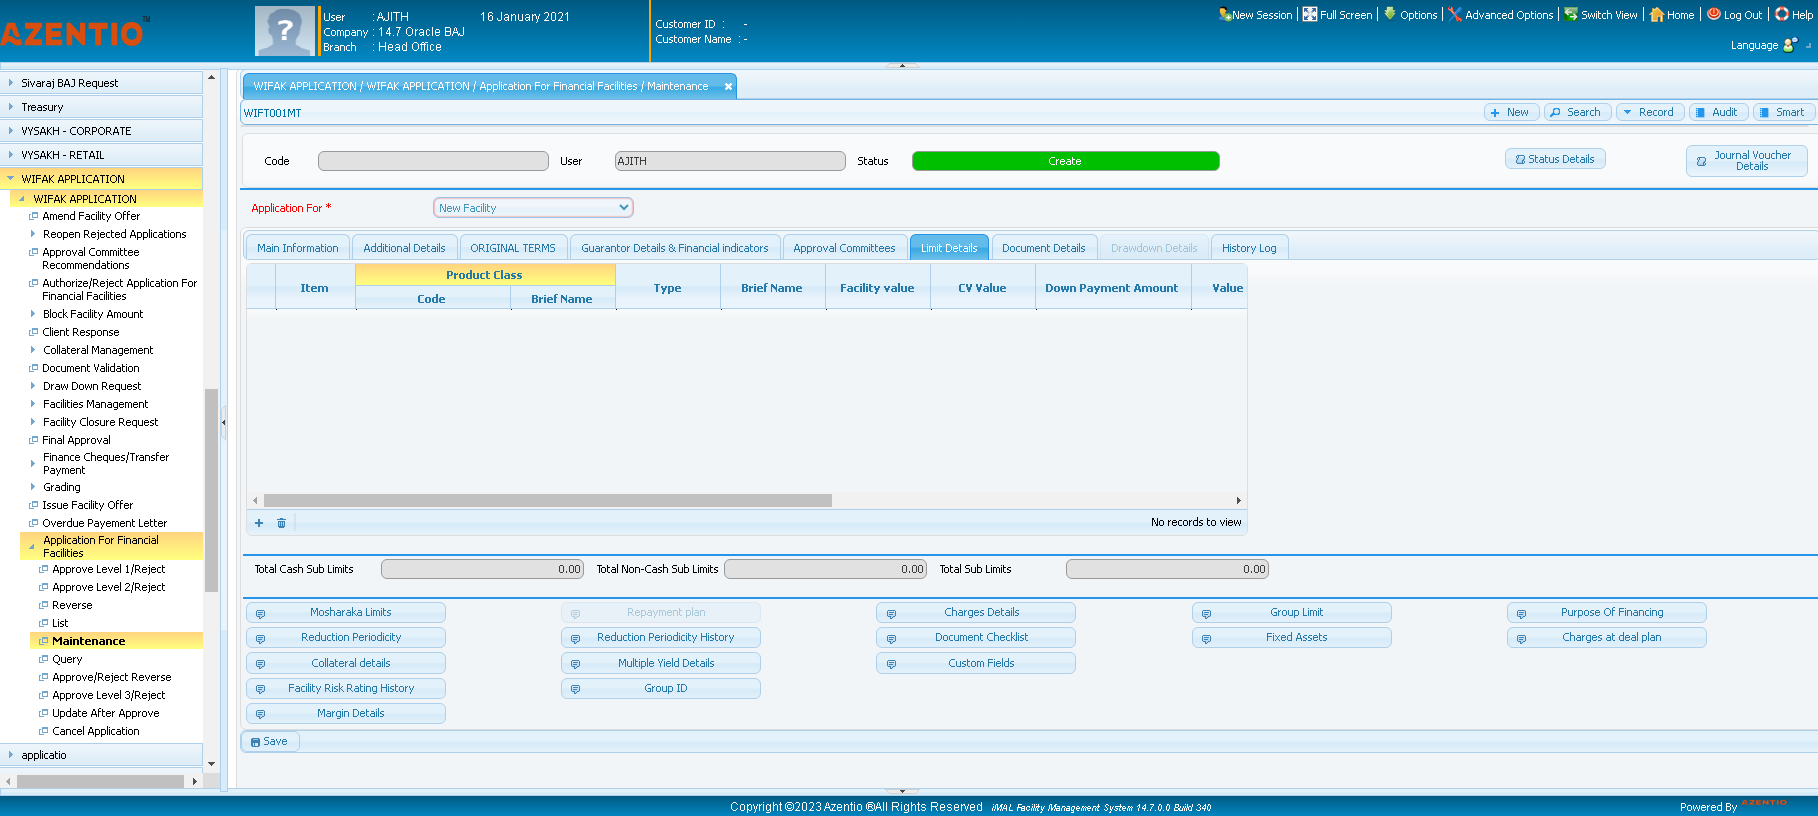 AZENTIO™
User : AJITH 16 January 2021
Company : 14.7 Oracle BAJ
Branch : Head Office
Customer ID : -
Customer Name : -
New Session Full Screen Options Advanced Options Switch View Home Log Out Help
Language
Sivaraj BAJ Request
Treasury
VYSAKH - CORPORATE
VYSAKH - RETAIL
WIFAK APPLICATION
WIFAK APPLICATION
Amend Facility Offer
Reopen Rejected Applications
Approval Committee
Recommendations
Authorize/Reject Application For
Financial Facilities
Block Facility Amount
Client Response
Collateral Management
Document Validation
Draw Down Request
Facilities Management
Facility Closure Request
Final Approval
Finance Cheques/Transfer
Payment
Grading
Issue Facility Offer
Overdue Payement Letter
Application For Financial
Facilities
Approve Level 1/Reject
Approve Level 2/Reject
Reverse
List
Maintenance
Query
Approve/Reject Reverse
Approve Level 3/Reject
Update After Approve
Cancel Application
applicatio
WIFAK APPLICATION / WIFAK APPLICATION / Application For Financial Facilities / Maintenance
WIFT001MT
New Search Record Audit Smart
Code User AJITH Status Create Status Details
Journal Voucher
Details
Application For * New Facility
Main Information Additional Details ORIGINAL TERMS Guarantor Details & Financial indicators Approval Committees Limit Details Document Details Drawdown Details History Log
Product Class
Item Type Brief Name Facility value CV Value Down Payment Amount Value
Code Brief Name
No records to view
Total Cash Sub Limits 0.00 Total Non-Cash Sub Limits 0.00 Total Sub Limits 0.00
Mosharaka Limits Repayment plan Charges Details Group Limit Purpose Of Financing
Reduction Periodicity Reduction Periodicity History Document Checklist Fixed Assets Charges at deal plan
Collateral details Multiple Yield Details Custom Fields
Facility Risk Rating History Group ID
Margin Details
Save
Copyright ©2023 Azentio ®All Rights Reserved iMAL Facility Management System 14.7.0.0 Build 340
Powered By AZENTIO